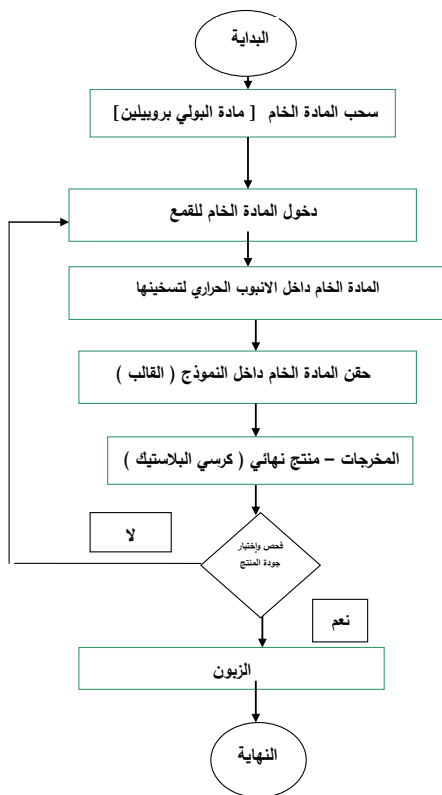 البداية
سحب المادة الخام [ مادة البولي بروبيلين]
دخول المادة الخام للقمع
المادة الخام داخل الانبوب الحراري لتسخينها
حقن المادة الخام داخل النموذج ( القالب )
المخرجات – منتج نهائي ( كرسي البلاستيك )
لا
فحص وإختبار
جودة المنتج
نعم
الزبون
النهاية